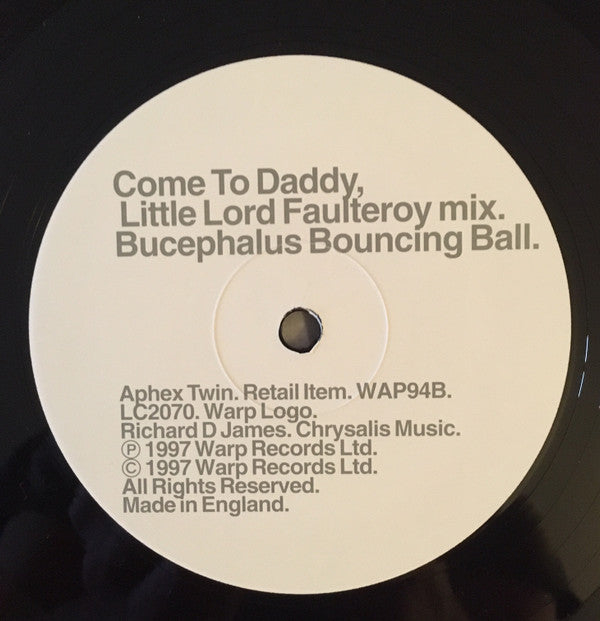 Come To Daddy,
Little Lord Faulteroy mix.
Bucephalus Bouncing Ball.
Aphex Twin. Retail Item. WAP94B.
LC2070. Warp Logo.
Richard D James. Chrysalis Music.
℗ 1997 Warp Records Ltd.
© 1997 Warp Records Ltd.
All Rights Reserved.
Made in England.